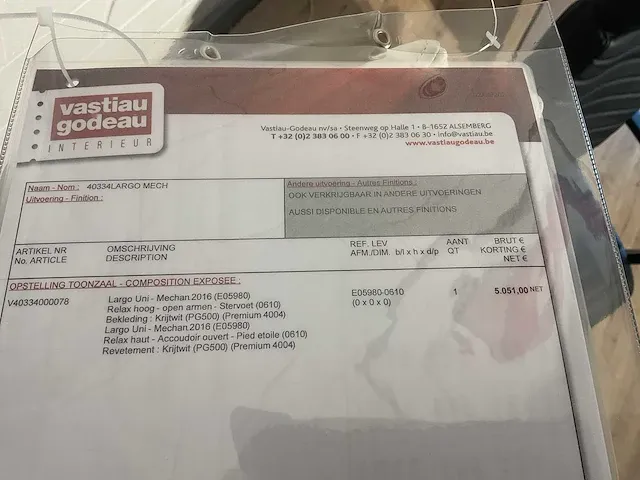 vastiau
godeau
INTERIEUR
Vastiau-Godeau nv/sa • Steenweg op Halle 1 • B-1652 ALSEMBERG
T +32 (0)2 383 06 00 • F +32 (0)2 383 06 30 • info@vastiau.be
www.vastiaugodeau.be
Naam - Nom : 40334LARGO MECH
Uitvoering - Finition :
Andere uitvoering - Autres Finitions :
OOK VERKRIJGBAAR IN ANDERE UITVOERINGEN
AUSSI DISPONIBLE EN AUTRES FINITIONS
ARTIKEL NR OMSCHRIJVING REF. LEV AANT BRUT €
No. ARTICLE DESCRIPTION AFM./DIM. b/l x h x d/p QT KORTING €
NET €
OPSTELLING TOONZAAL - COMPOSITION EXPOSEE :
V40334000078 Largo Uni - Mechan.2016 (E05980) E05980-0610 1 5.051,00 NET
Relax hoog - open armen - Stervoet (0610) (0 x 0 x 0)
Bekleding : Krijtwit (PG500) (Premium 4004)
Largo Uni - Mechan.2016 (E05980)
Relax haut - Accoudoir ouvert - Pied etoile (0610)
Revetement : Krijtwit (PG500) (Premium 4004)